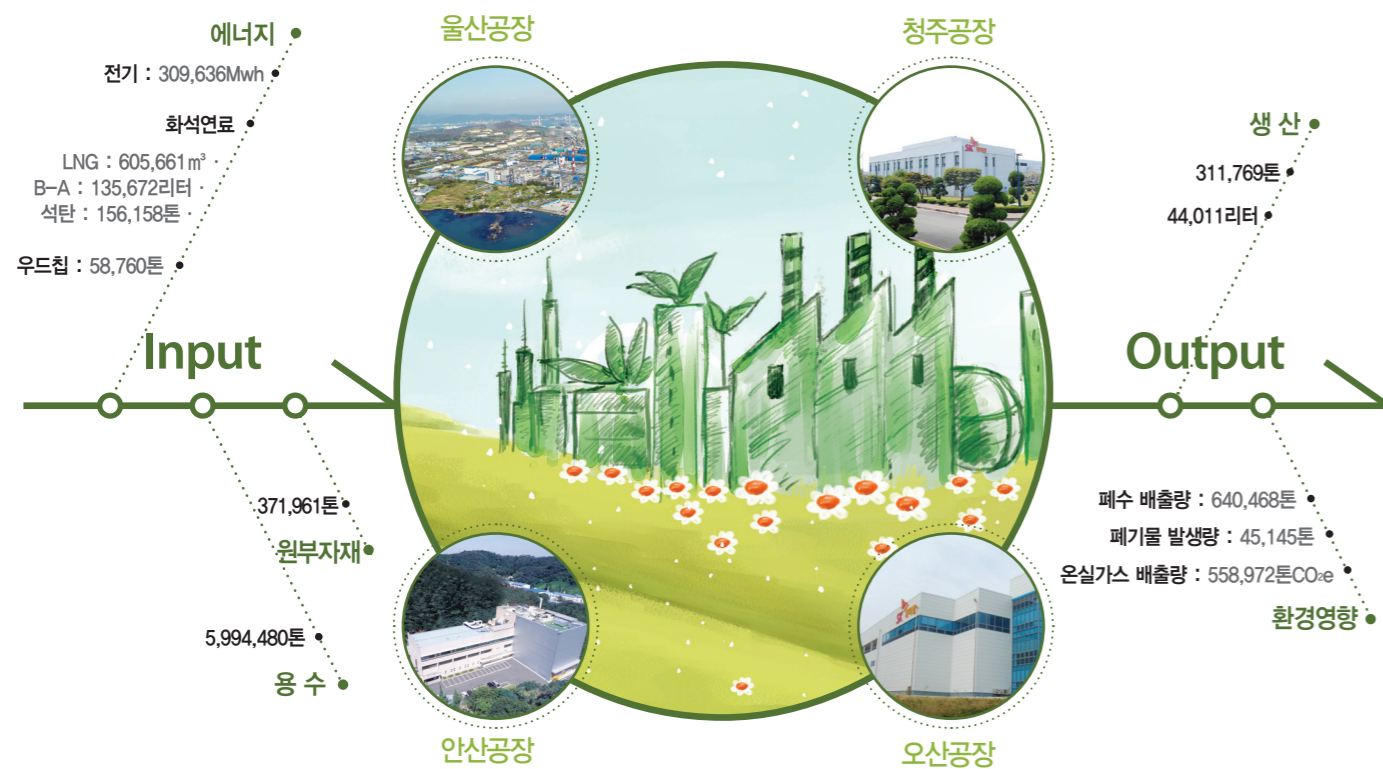 에너지
전기 : 309,636Mwh
화석연료
LNG : 605,661㎥
B-A : 135,672리터
석탄 : 156,158톤
우드칩 : 58,760톤
Input
371,961톤
원부자재
5,994,480톤
용 수
울산공장
청주공장
안산공장
오산공장
생 산
311,769톤
44,011리터
Output
폐수 배출량 : 640,468톤
폐기물 발생량 : 45,145톤
온실가스 배출량 : 558,972톤CO₂e
환경영향